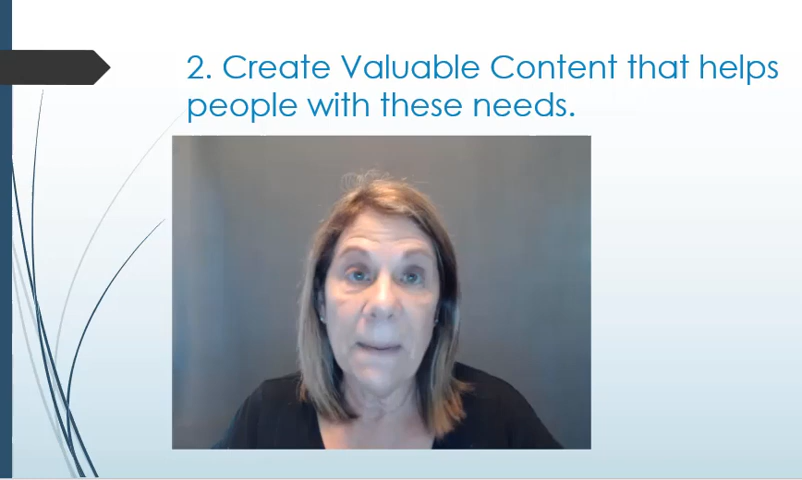 2. Create Valuable Content that helps
people with these needs.